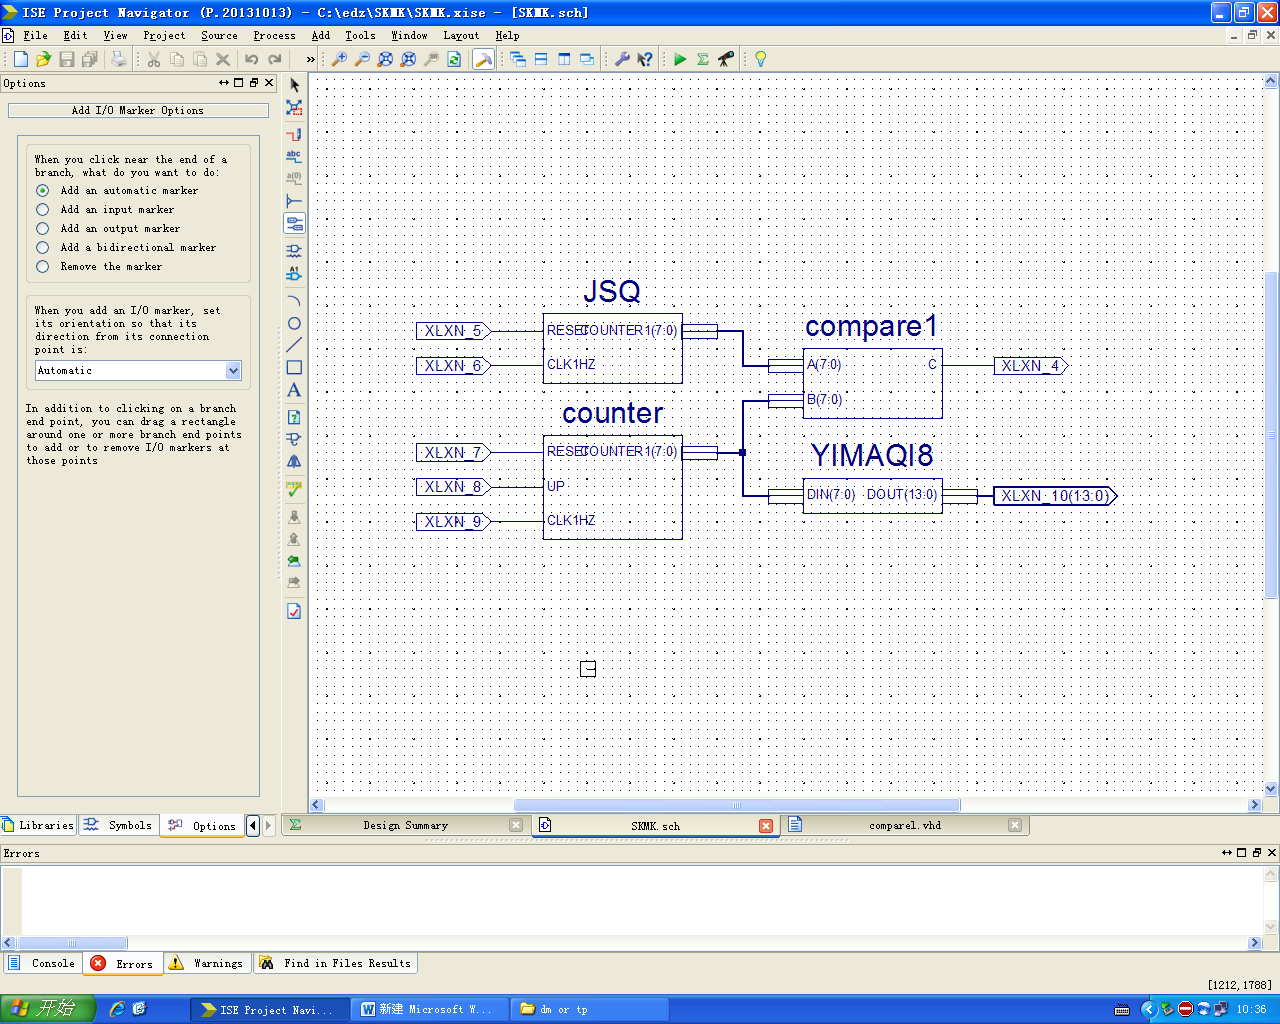 ISE Project Navigator (P.20131013) - C:\edz\SKMK\SKMK.xise - [SKMK.sch]
File Edit View Project Source Process Add Tools Window Layout Help
Options
Add I/O Marker Options
When you click near the end of a
branch, what do you want to do:
Add an automatic marker
Add an input marker
Add an output marker
Add a bidirectional marker
Remove the marker
When you add an I/O marker, set
its orientation so that its
direction from its connection
point is:
Automatic
In addition to clicking on a branch
end point, you can drag a rectangle
around one or more branch end points
to add or to remove I/O markers at
those points
abc
a(0)
A1
A
JSQ
XLXN_5
RESET
COUNTER1(7:0)
XLXN_6
CLK1HZ
compare1
A(7:0)
C
XLXN_4
B(7:0)
counter
XLXN_7
RESET
COUNTER1(7:0)
XLXN_8
UP
XLXN_9
CLK1HZ
YIMAQI8
DIN(7:0)
DOUT(13:0)
XLXN_10(13:0)
Libraries Symbols Options
Design Summary SKMK.sch compare1.vhd
Errors
Console Errors Warnings Find in Files Results
[1212,1788]
开始 ISE Project Navi... 新建 Microsoft W... dm or tp 10:36